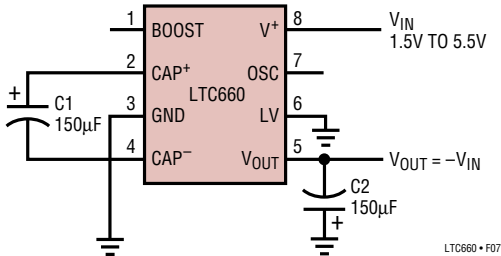 1
BOOST
2
CAP+
3
GND
4
CAP–
LTC660
V+
8
OSC
7
LV
6
VOUT
5
VIN
1.5V TO 5.5V
VOUT = –VIN
+
C1
150µF
C2
150µF
+
LTC660 • F07